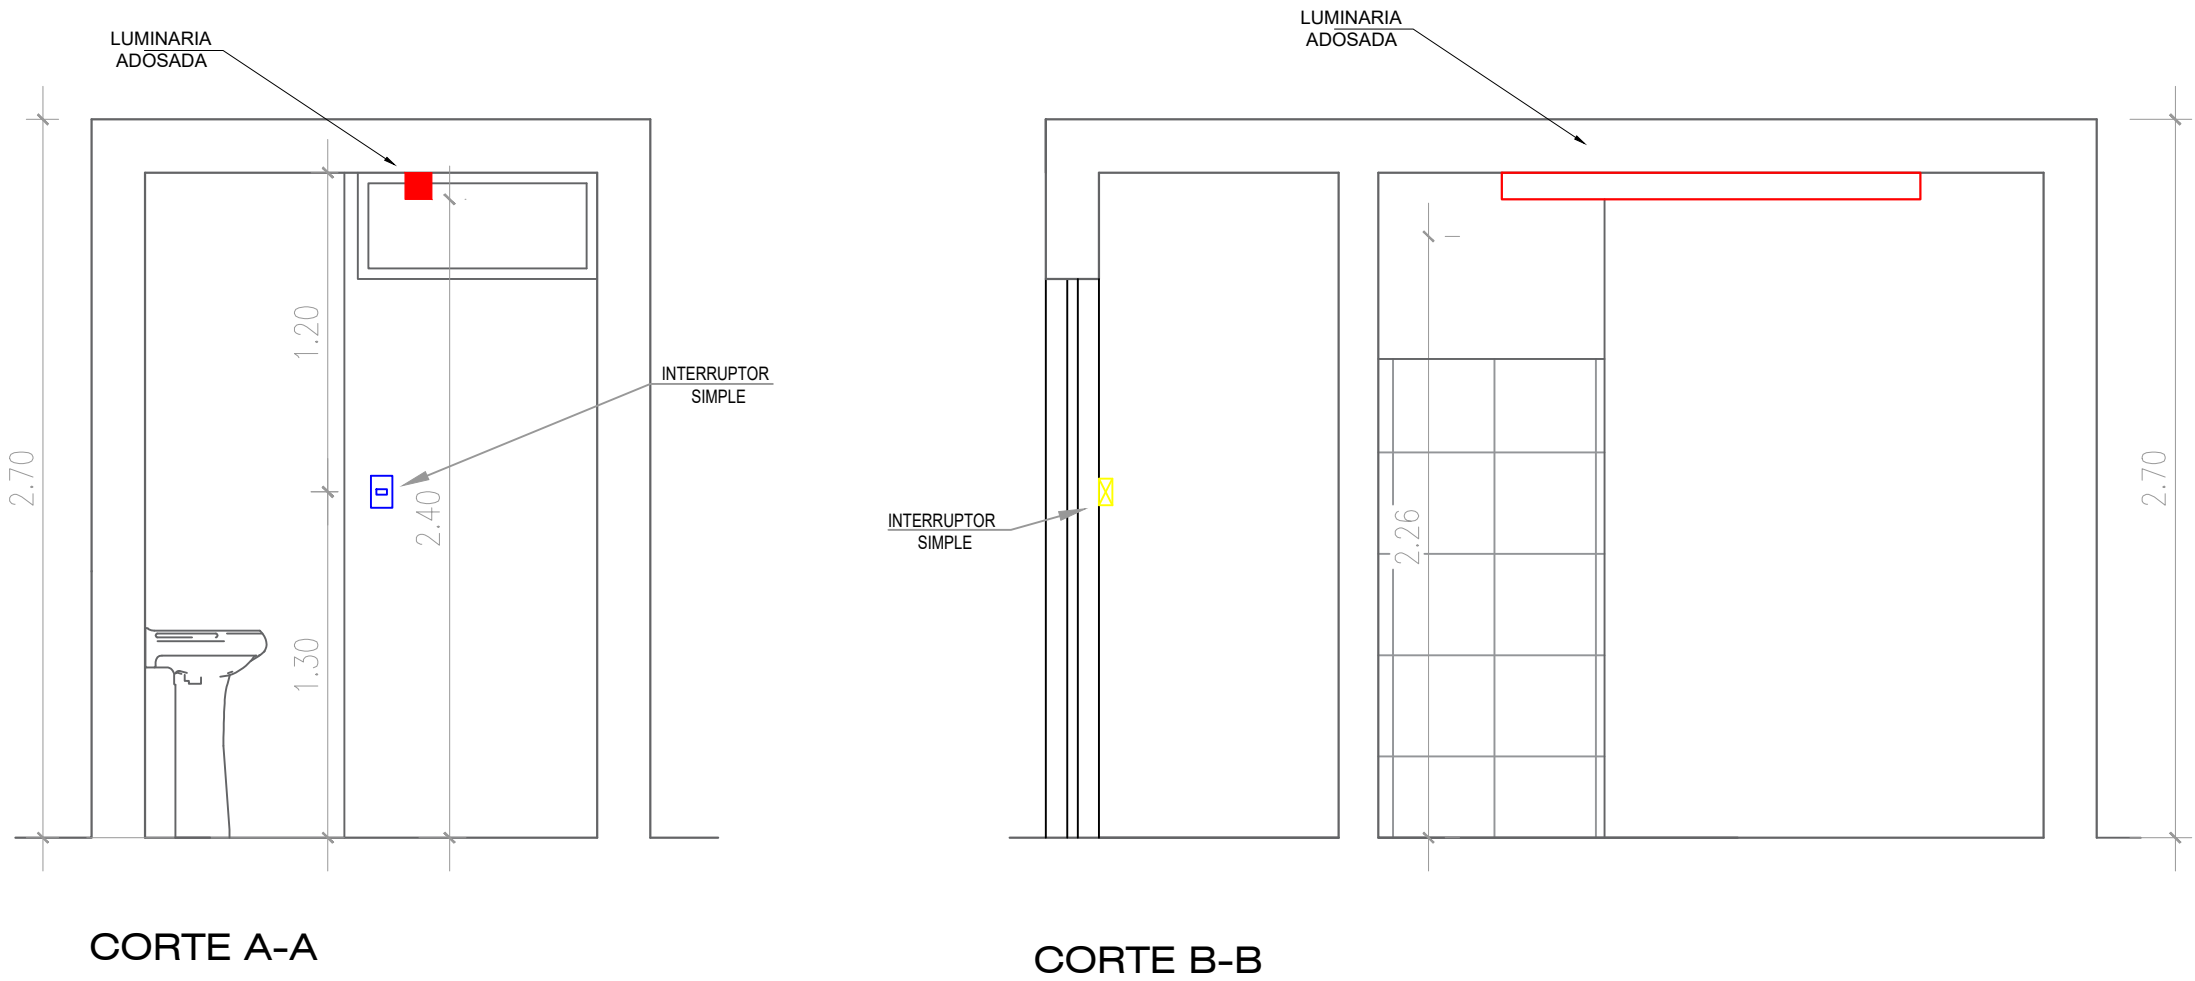 LUMINARIA
ADOSADA
LUMINARIA
ADOSADA
1.20
INTERRUPTOR
SIMPLE
2.70
2.40
1.30
INTERRUPTOR
SIMPLE
2.26
2.70
CORTE A-A
CORTE B-B